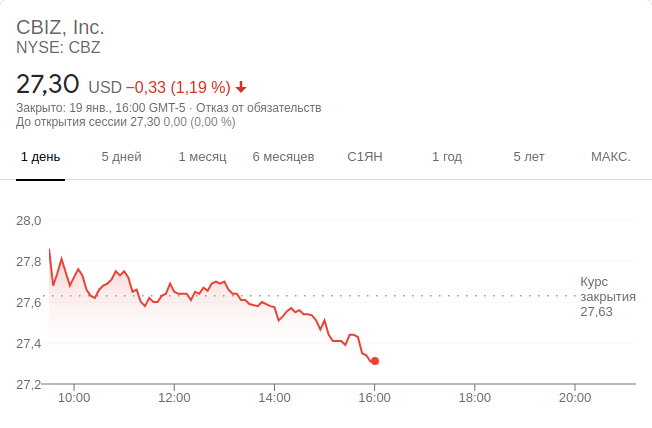 CBIZ, Inc.
NYSE: CBZ
27,30 USD −0,33 (1,19 %)
Закрыто: 19 янв., 16:00 GMT-5 · Отказ от обязательств
До открытия сессии 27,30 0,00 (0,00 %)
1 день 5 дней 1 месяц 6 месяцев С1ЯН 1 год 5 лет МАКС.
28,0
27,8
Курс
закрытия
27,63
27,6
27,4
27,2
10:00 12:00 14:00 16:00 18:00 20:00